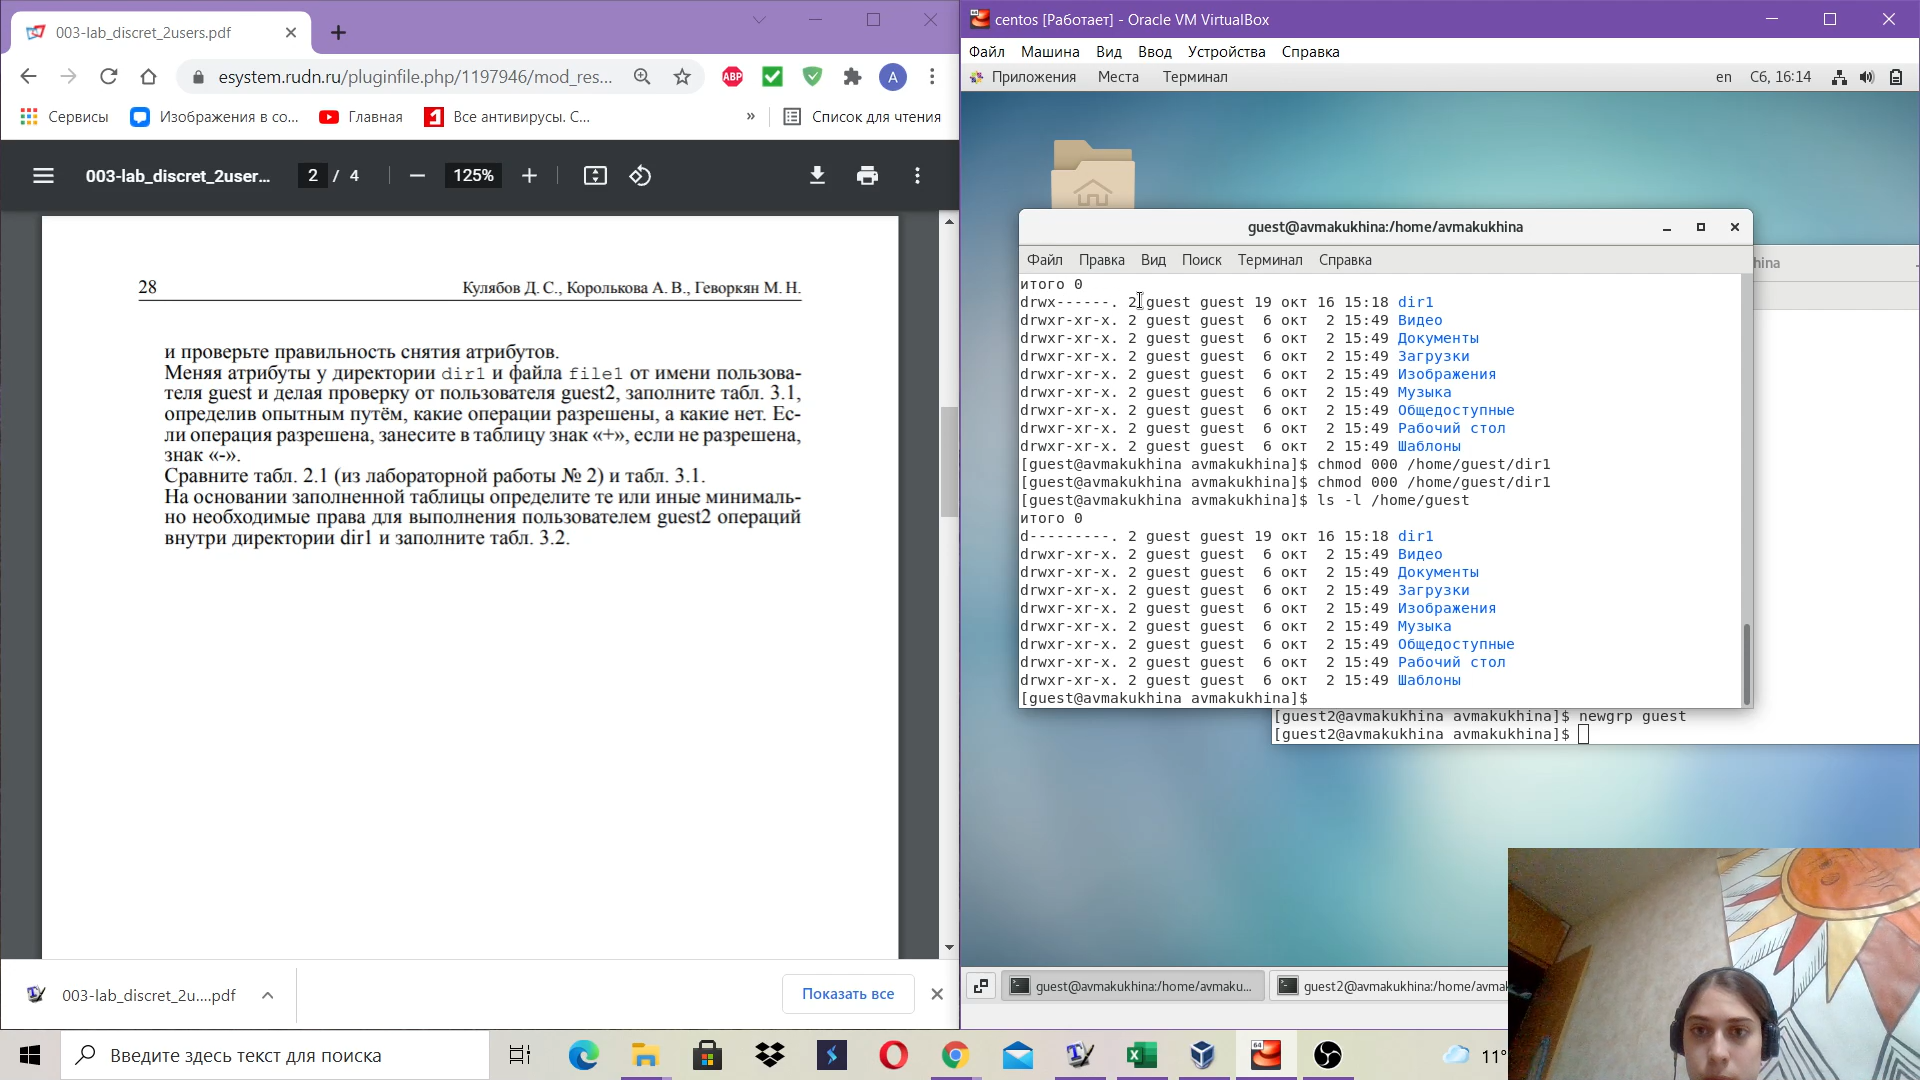 003-lab_discret_2users.pdf
esystem.rudn.ru/pluginfile.php/1197946/mod_res...
ABP
A
Сервисы
Изображения в со...
Главная
Все антивирусы. С...
»
Список для чтения
003-lab_discret_2user...
2 / 4
125%
28
Кулябов Д. С., Королькова А. В., Геворкян М. Н.
и проверьте правильность снятия атрибутов.
Меняя атрибуты у директории dir1 и файла file1 от имени пользова-
теля guest и делая проверку от пользователя guest2, заполните табл. 3.1,
определив опытным путём, какие операции разрешены, а какие нет. Ес-
ли операция разрешена, занесите в таблицу знак «+», если не разрешена,
знак «-».
Сравните табл. 2.1 (из лабораторной работы № 2) и табл. 3.1.
На основании заполненной таблицы определите те или иные минималь-
но необходимые права для выполнения пользователем guest2 операций
внутри директории dir1 и заполните табл. 3.2.
003-lab_discret_2u....pdf
Показать все
Введите здесь текст для поиска
centos [Работает] - Oracle VM VirtualBox
Файл Машина Вид Ввод Устройства Справка
Приложения Места Терминал
en Сб, 16:14
guest@avmakukhina:/home/avmakukhina
hina
Файл Правка Вид Поиск Терминал Справка
итого 0
drwx------. 2 guest guest 19 окт 16 15:18 dir1
drwxr-xr-x. 2 guest guest  6 окт  2 15:49 Видео
drwxr-xr-x. 2 guest guest  6 окт  2 15:49 Документы
drwxr-xr-x. 2 guest guest  6 окт  2 15:49 Загрузки
drwxr-xr-x. 2 guest guest  6 окт  2 15:49 Изображения
drwxr-xr-x. 2 guest guest  6 окт  2 15:49 Музыка
drwxr-xr-x. 2 guest guest  6 окт  2 15:49 Общедоступные
drwxr-xr-x. 2 guest guest  6 окт  2 15:49 Рабочий стол
drwxr-xr-x. 2 guest guest  6 окт  2 15:49 Шаблоны
[guest@avmakukhina avmakukhina]$ chmod 000 /home/guest/dir1
[guest@avmakukhina avmakukhina]$ chmod 000 /home/guest/dir1
[guest@avmakukhina avmakukhina]$ ls -l /home/guest
итого 0
d---------. 2 guest guest 19 окт 16 15:18 dir1
drwxr-xr-x. 2 guest guest  6 окт  2 15:49 Видео
drwxr-xr-x. 2 guest guest  6 окт  2 15:49 Документы
drwxr-xr-x. 2 guest guest  6 окт  2 15:49 Загрузки
drwxr-xr-x. 2 guest guest  6 окт  2 15:49 Изображения
drwxr-xr-x. 2 guest guest  6 окт  2 15:49 Музыка
drwxr-xr-x. 2 guest guest  6 окт  2 15:49 Общедоступные
drwxr-xr-x. 2 guest guest  6 окт  2 15:49 Рабочий стол
drwxr-xr-x. 2 guest guest  6 окт  2 15:49 Шаблоны
[guest@avmakukhina avmakukhina]$
[guest2@avmakukhina avmakukhina]$ newgrp guest
[guest2@avmakukhina avmakukhina]$
guest@avmakukhina:/home/avmaku...
guest2@avmakukhina:/home/avmak
11°